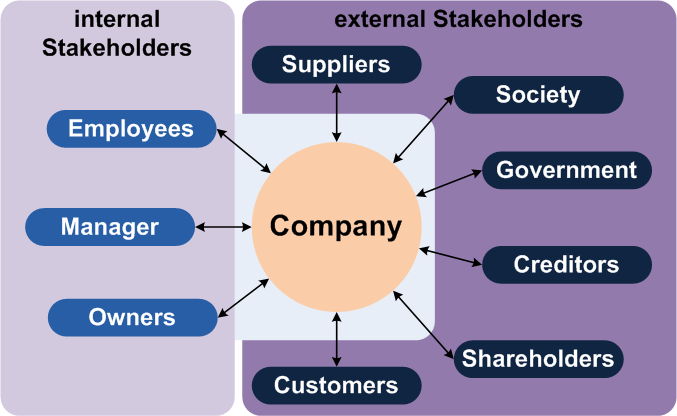 internal
Stakeholders
external Stakeholders
Suppliers
Society
Employees
Government
Manager
Company
Creditors
Owners
Shareholders
Customers